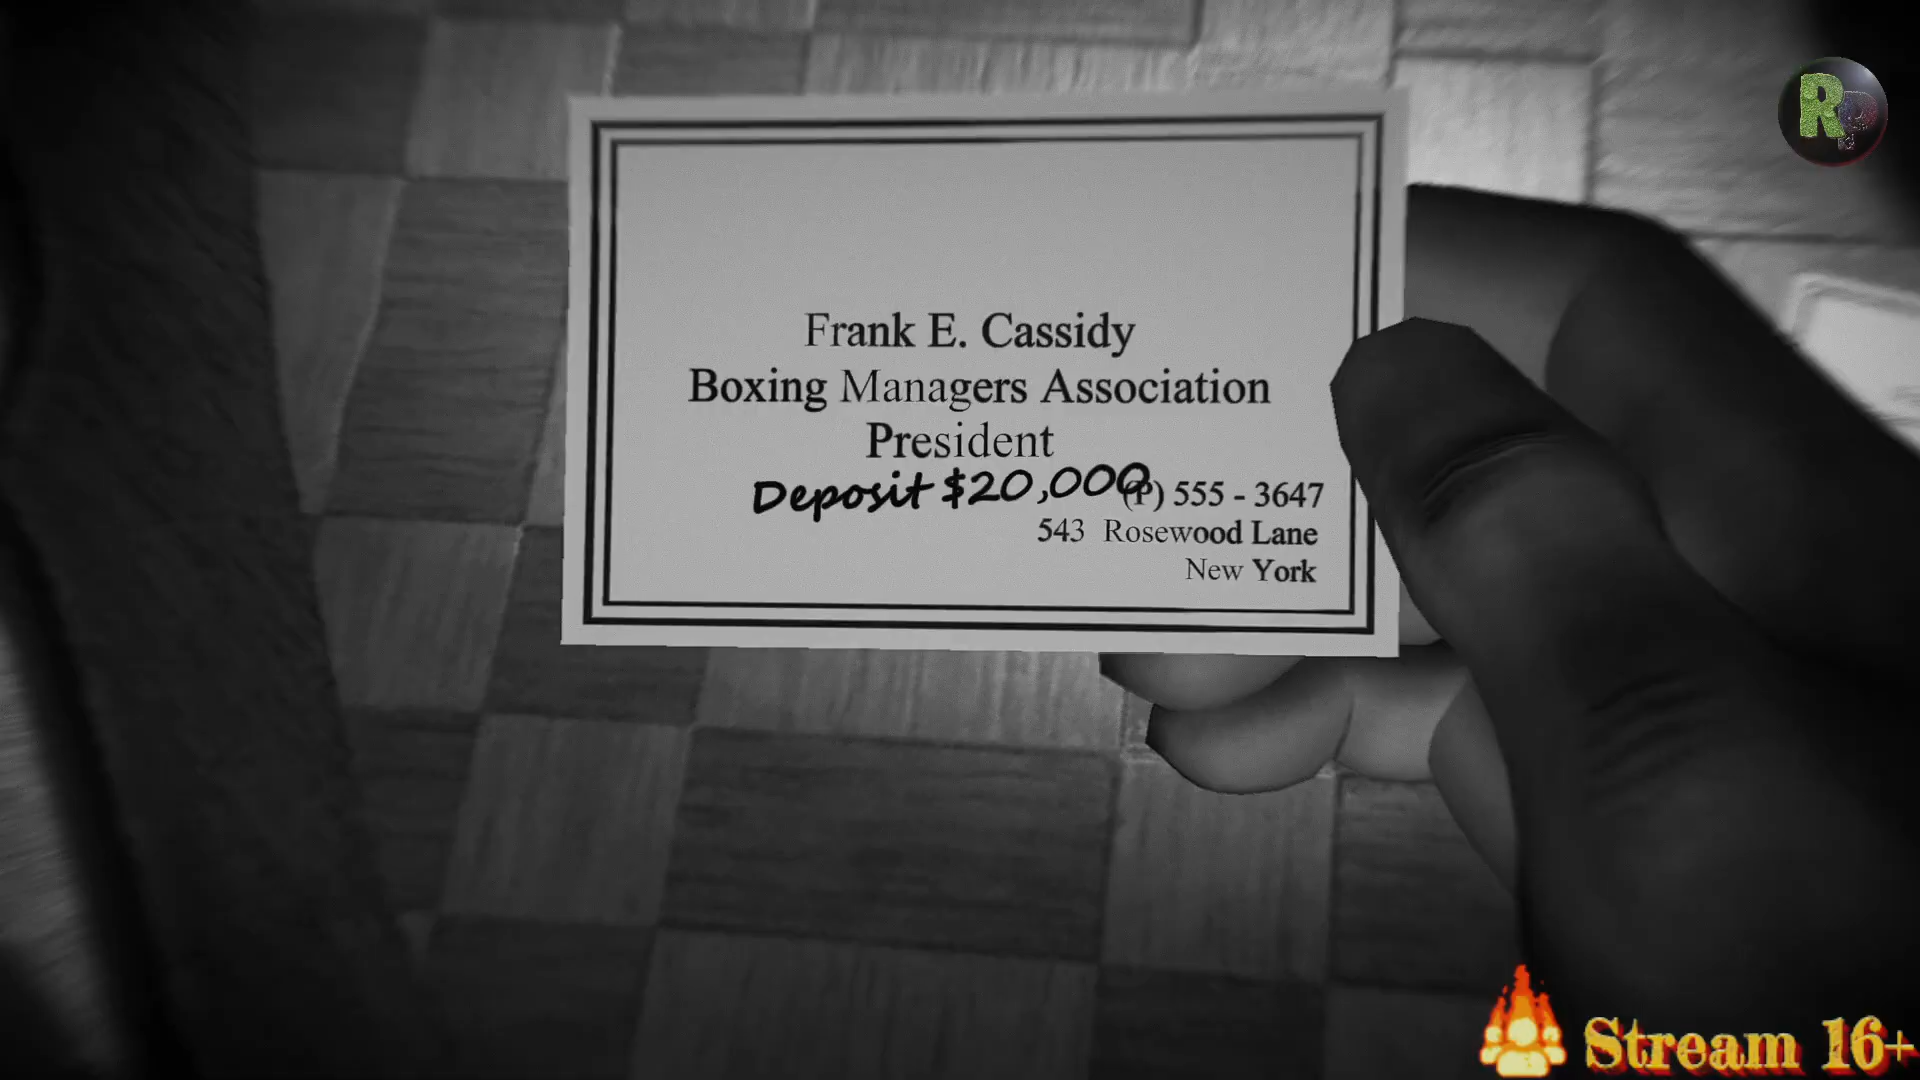 Frank E. Cassidy
Boxing Managers Association
President
Deposit $20,000
(P) 555 - 3647
543 Rosewood Lane
New York
R
Stream 16+